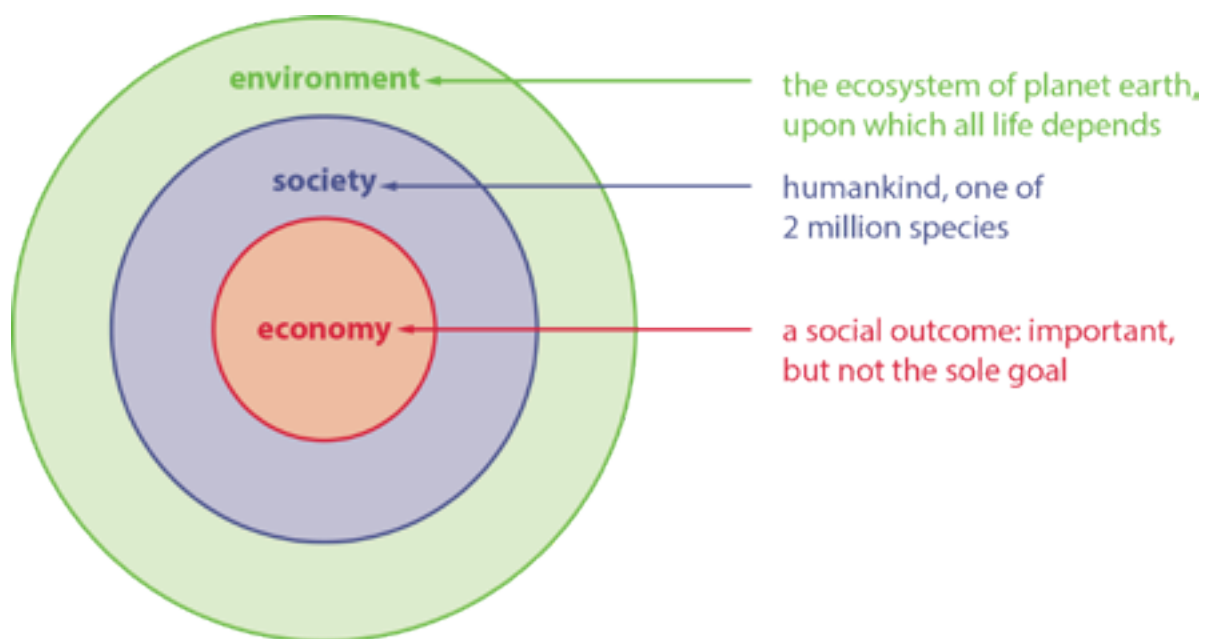 environment
the ecosystem of planet earth,
upon which all life depends
society
humankind, one of
2 million species
economy
a social outcome: important,
but not the sole goal